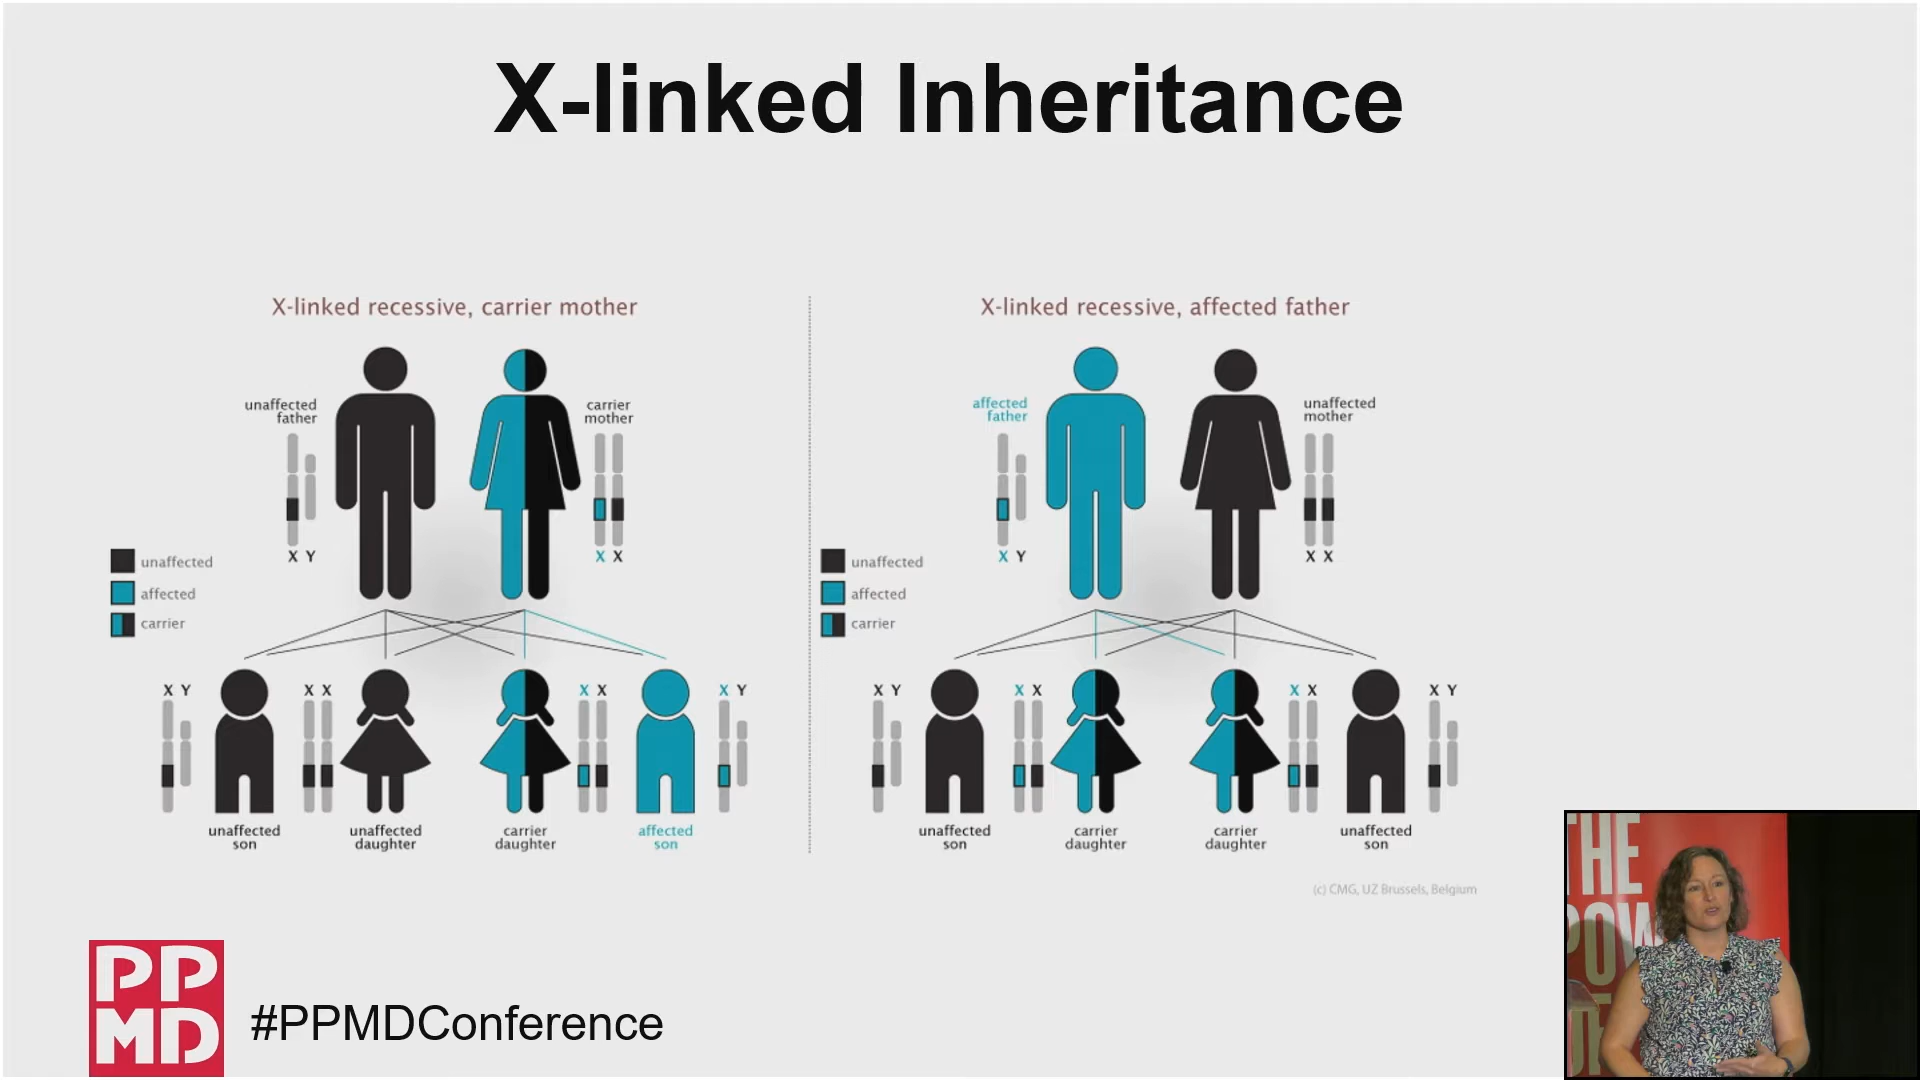 X-linked Inheritance
X-linked recessive, carrier mother
unaffected
father
carrier
mother
X Y
X X
unaffected
affected
carrier
X Y
X X
X X
X Y
unaffected
son
unaffected
daughter
carrier
daughter
affected
son
X-linked recessive, affected father
affected
father
unaffected
mother
X Y
X X
unaffected
affected
carrier
X Y
X X
X X
X Y
unaffected
son
carrier
daughter
carrier
daughter
unaffected
son
(c) CMG, UZ Brussels, Belgium
PP
MD
#PPMDConference
THE